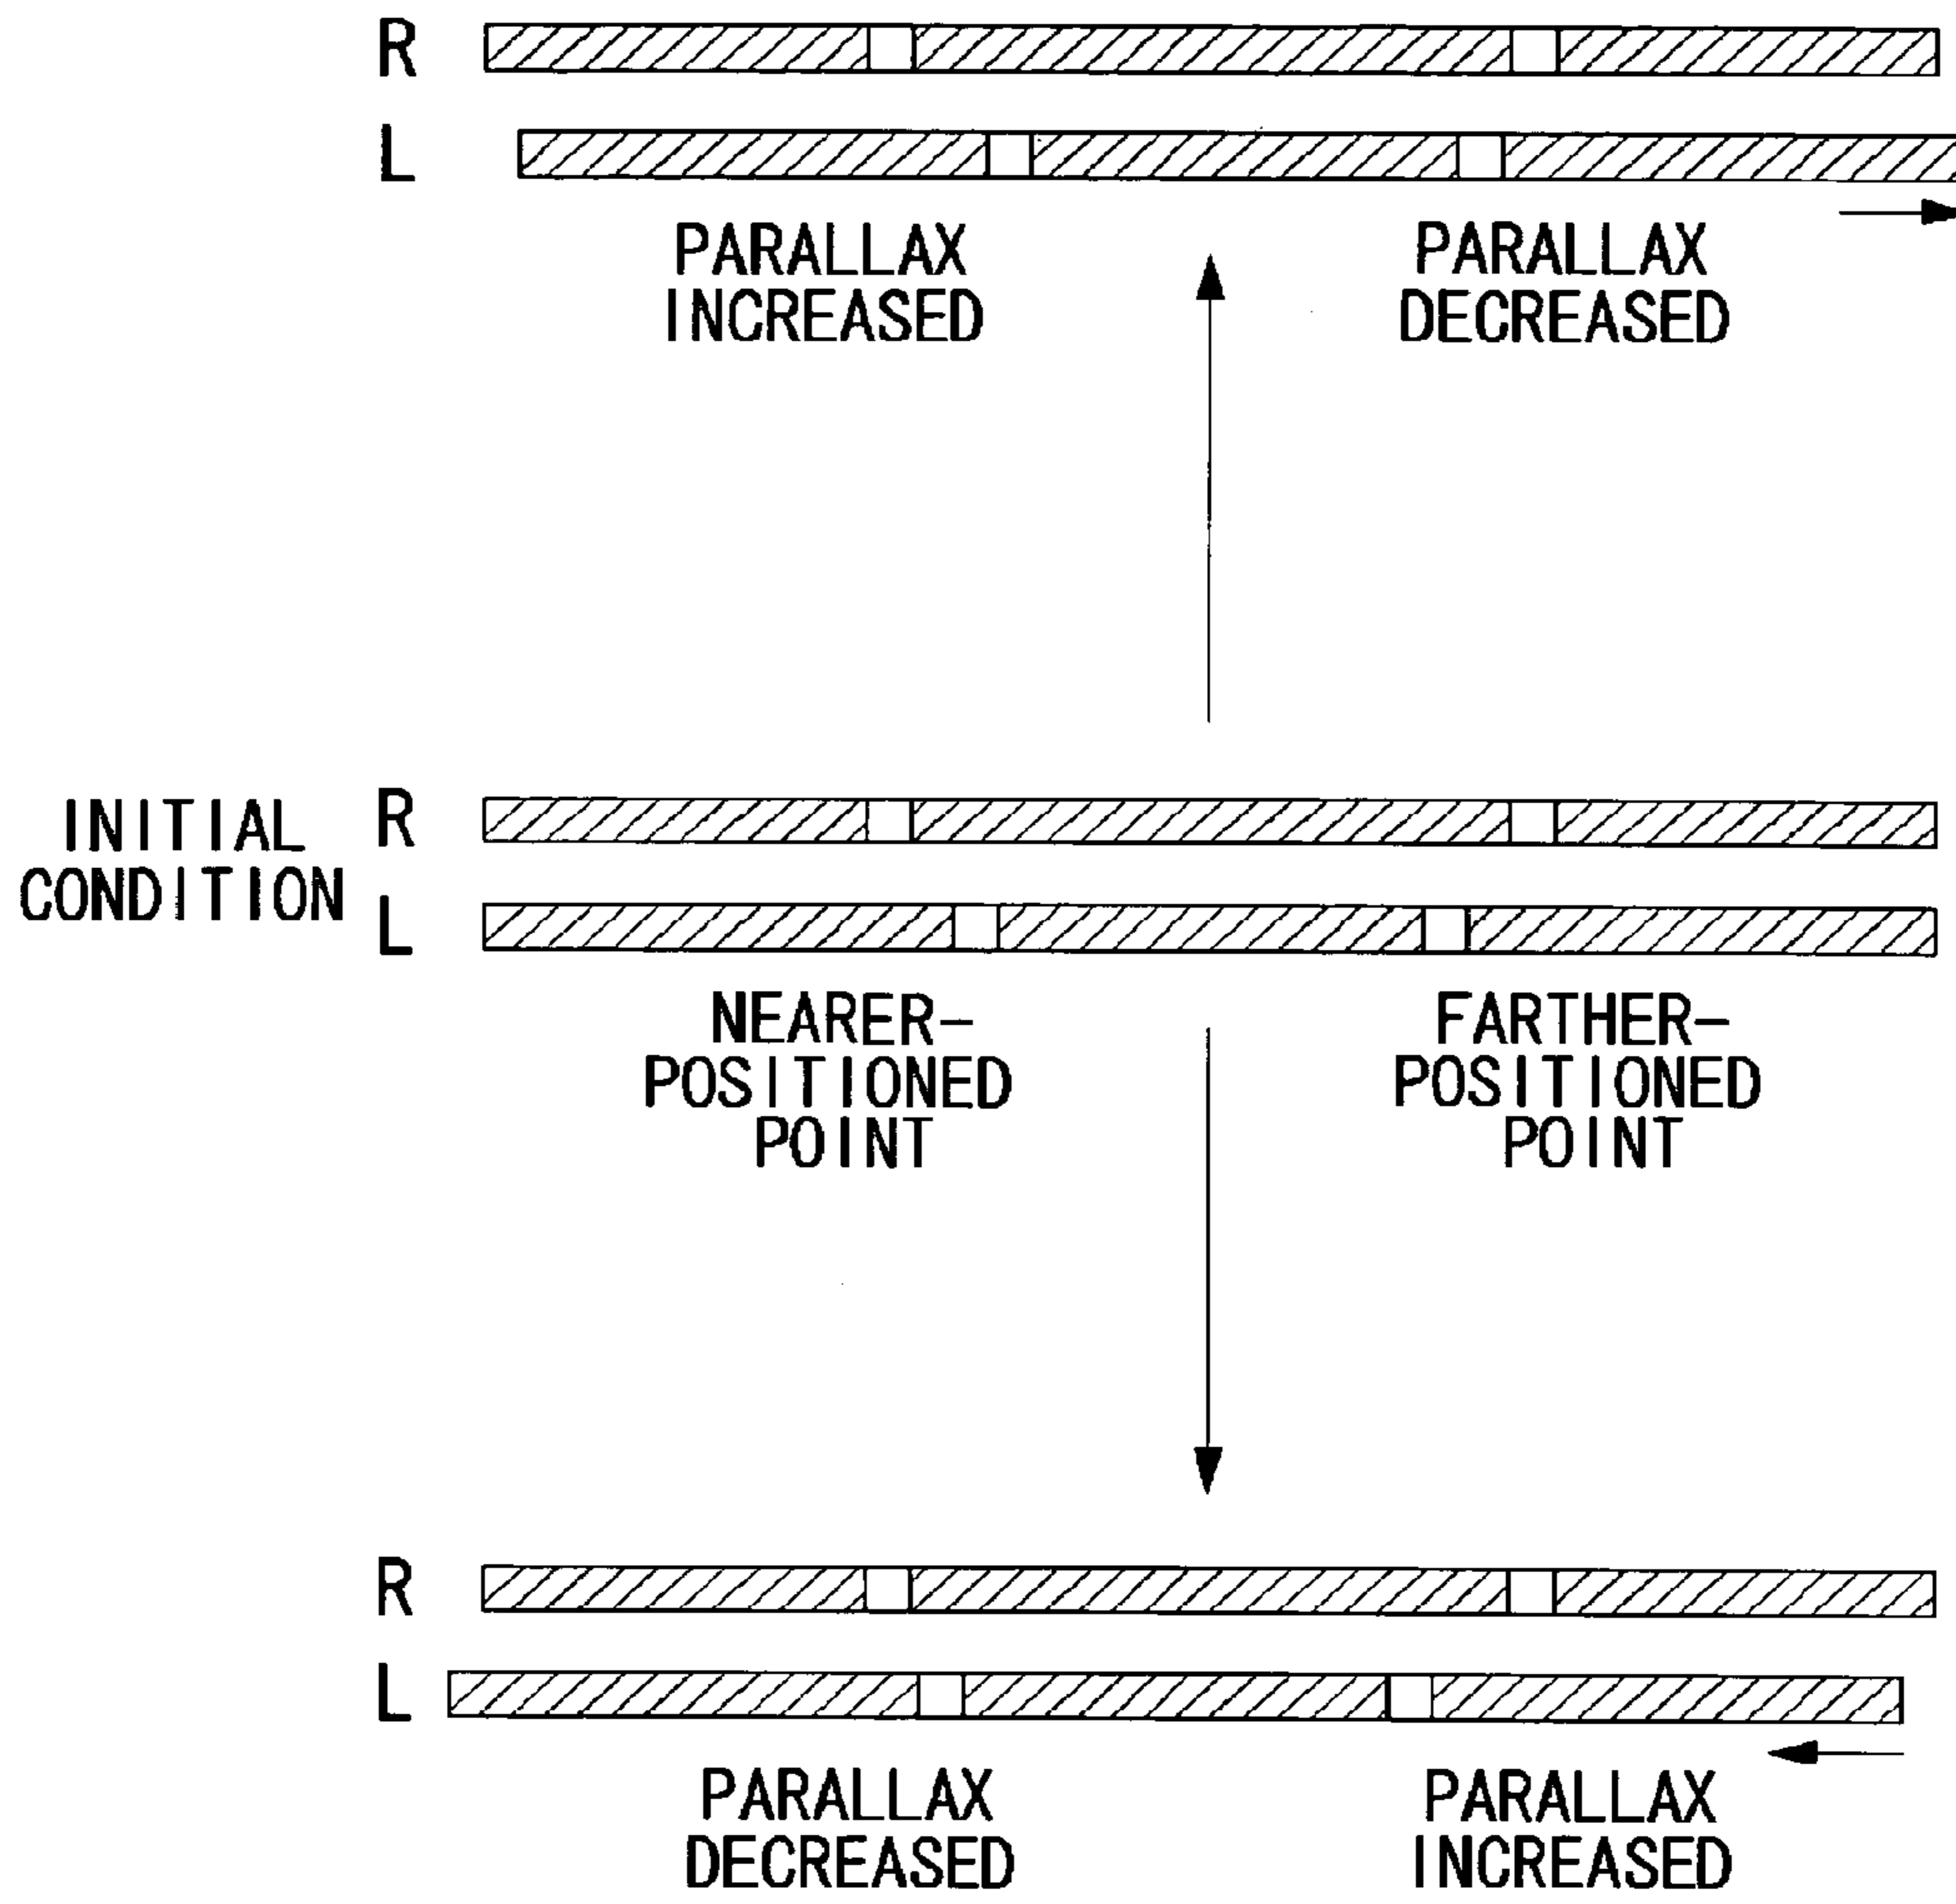 R
L
PARALLAX
INCREASED
PARALLAX
DECREASED
INITIAL
CONDITION
R
L
NEARER-
POSITIONED
POINT
FARTHER-
POSITIONED
POINT
R
L
PARALLAX
DECREASED
PARALLAX
INCREASED